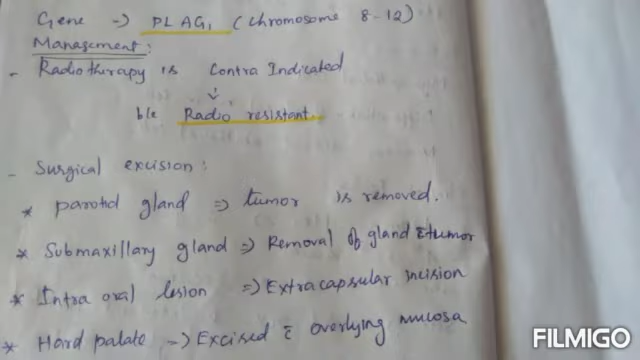 Gene -> PLAG1 (chromosome 8-12)
Management:
- Radiotherapy is Contra Indicated
↓
b/c Radio resistant.
- Surgical excision:
* Parotid gland => tumor is removed.
* Submaxillary gland => Removal of gland c̄ tumor
* Intra oral lesion => Extracapsular incision
* Hard palate -> Excised c̄ overlying mucosa
FILMIGO